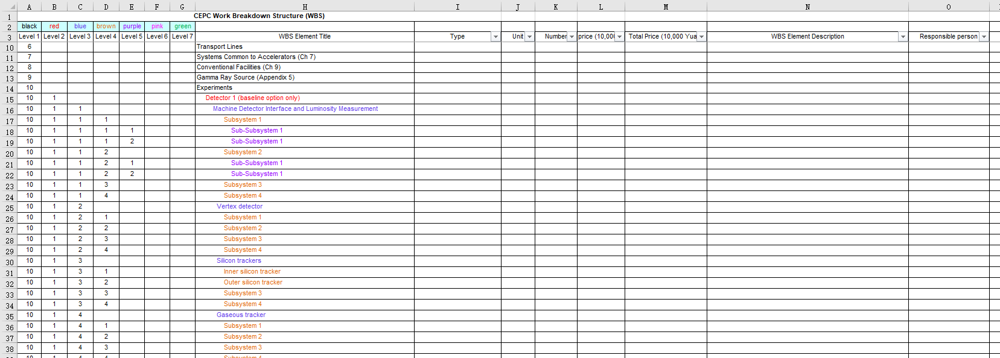 A B C D E F G H I J K L M N O
1 CEPC Work Breakdown Structure (WBS)
2 black red blue brown purple pink green
3 Level 1 Level 2 Level 3 Level 4 Level 5 Level 6 Level 7 WBS Element Title Type Unit Number price (10,000 Total Price (10,000 Yua WBS Element Description Responsible person
10 6 Transport Lines
11 7 Systems Common to Accelerators (Ch 7)
12 8 Conventional Facilities (Ch 9)
13 9 Gamma Ray Source (Appendix 5)
14 10 Experiments
15 10 1 Detector 1 (baseline option only)
16 10 1 1 Machine Detector Interface and Luminosity Measurement
17 10 1 1 1 Subsystem 1
18 10 1 1 1 1 Sub-Subsystem 1
19 10 1 1 1 2 Sub-Subsystem 1
20 10 1 1 2 Subsystem 2
21 10 1 1 2 1 Sub-Subsystem 1
22 10 1 1 2 2 Sub-Subsystem 1
23 10 1 1 3 Subsystem 3
24 10 1 1 4 Subsystem 4
25 10 1 2 Vertex detector
26 10 1 2 1 Subsystem 1
27 10 1 2 2 Subsystem 2
28 10 1 2 3 Subsystem 3
29 10 1 2 4 Subsystem 4
30 10 1 3 Silicon trackers
31 10 1 3 1 Inner silicon tracker
32 10 1 3 2 Outer silicon tracker
33 10 1 3 3 Subsystem 3
34 10 1 3 4 Subsystem 4
35 10 1 4 Gaseous tracker
36 10 1 4 1 Subsystem 1
37 10 1 4 2 Subsystem 2
38 10 1 4 3 Subsystem 3
10 1 4 4 Subsystem 4